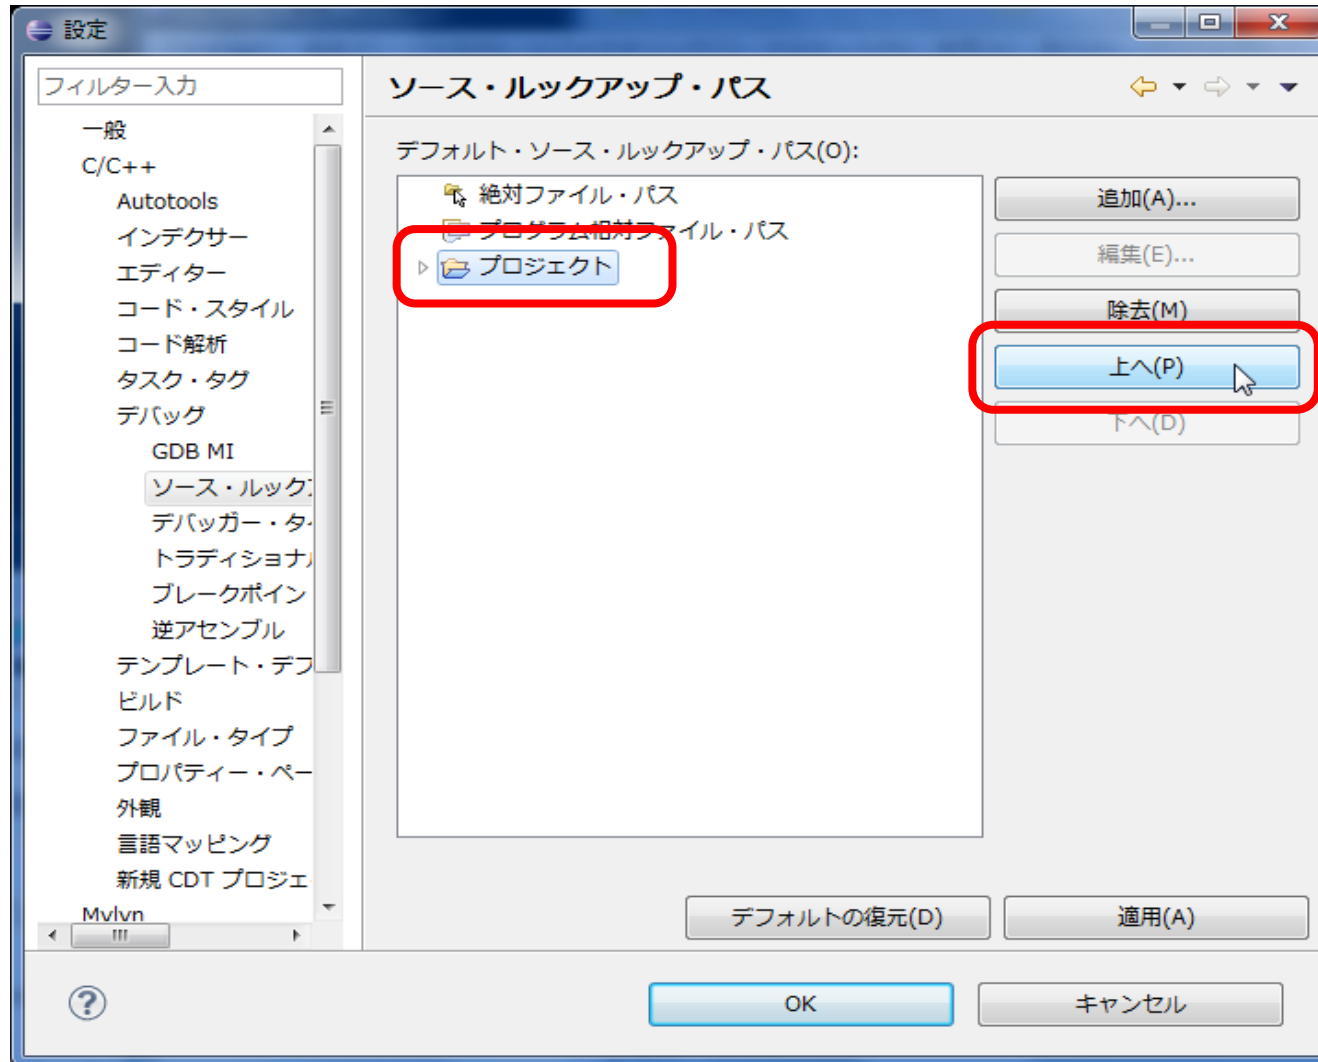 設定
フィルター入力
一般
C/C++
Autotools
インデクサー
エディター
コード・スタイル
コード解析
タスク・タグ
デバッグ
GDB MI
ソース・ルック
デバッガー・タ
トラディショナ
ブレークポイン
逆アセンブル
テンプレート・デフ
ビルド
ファイル・タイプ
プロパティー・ペー
外観
言語マッピング
新規 CDT プロジェ
Mylyn
ソース・ルックアップ・パス
デフォルト・ソース・ルックアップ・パス(O):
絶対ファイル・パス
プログラム相対ファイル・パス
プロジェクト
追加(A)...
編集(E)...
除去(M)
上へ(P)
下へ(D)
デフォルトの復元(D)
適用(A)
OK
キャンセル